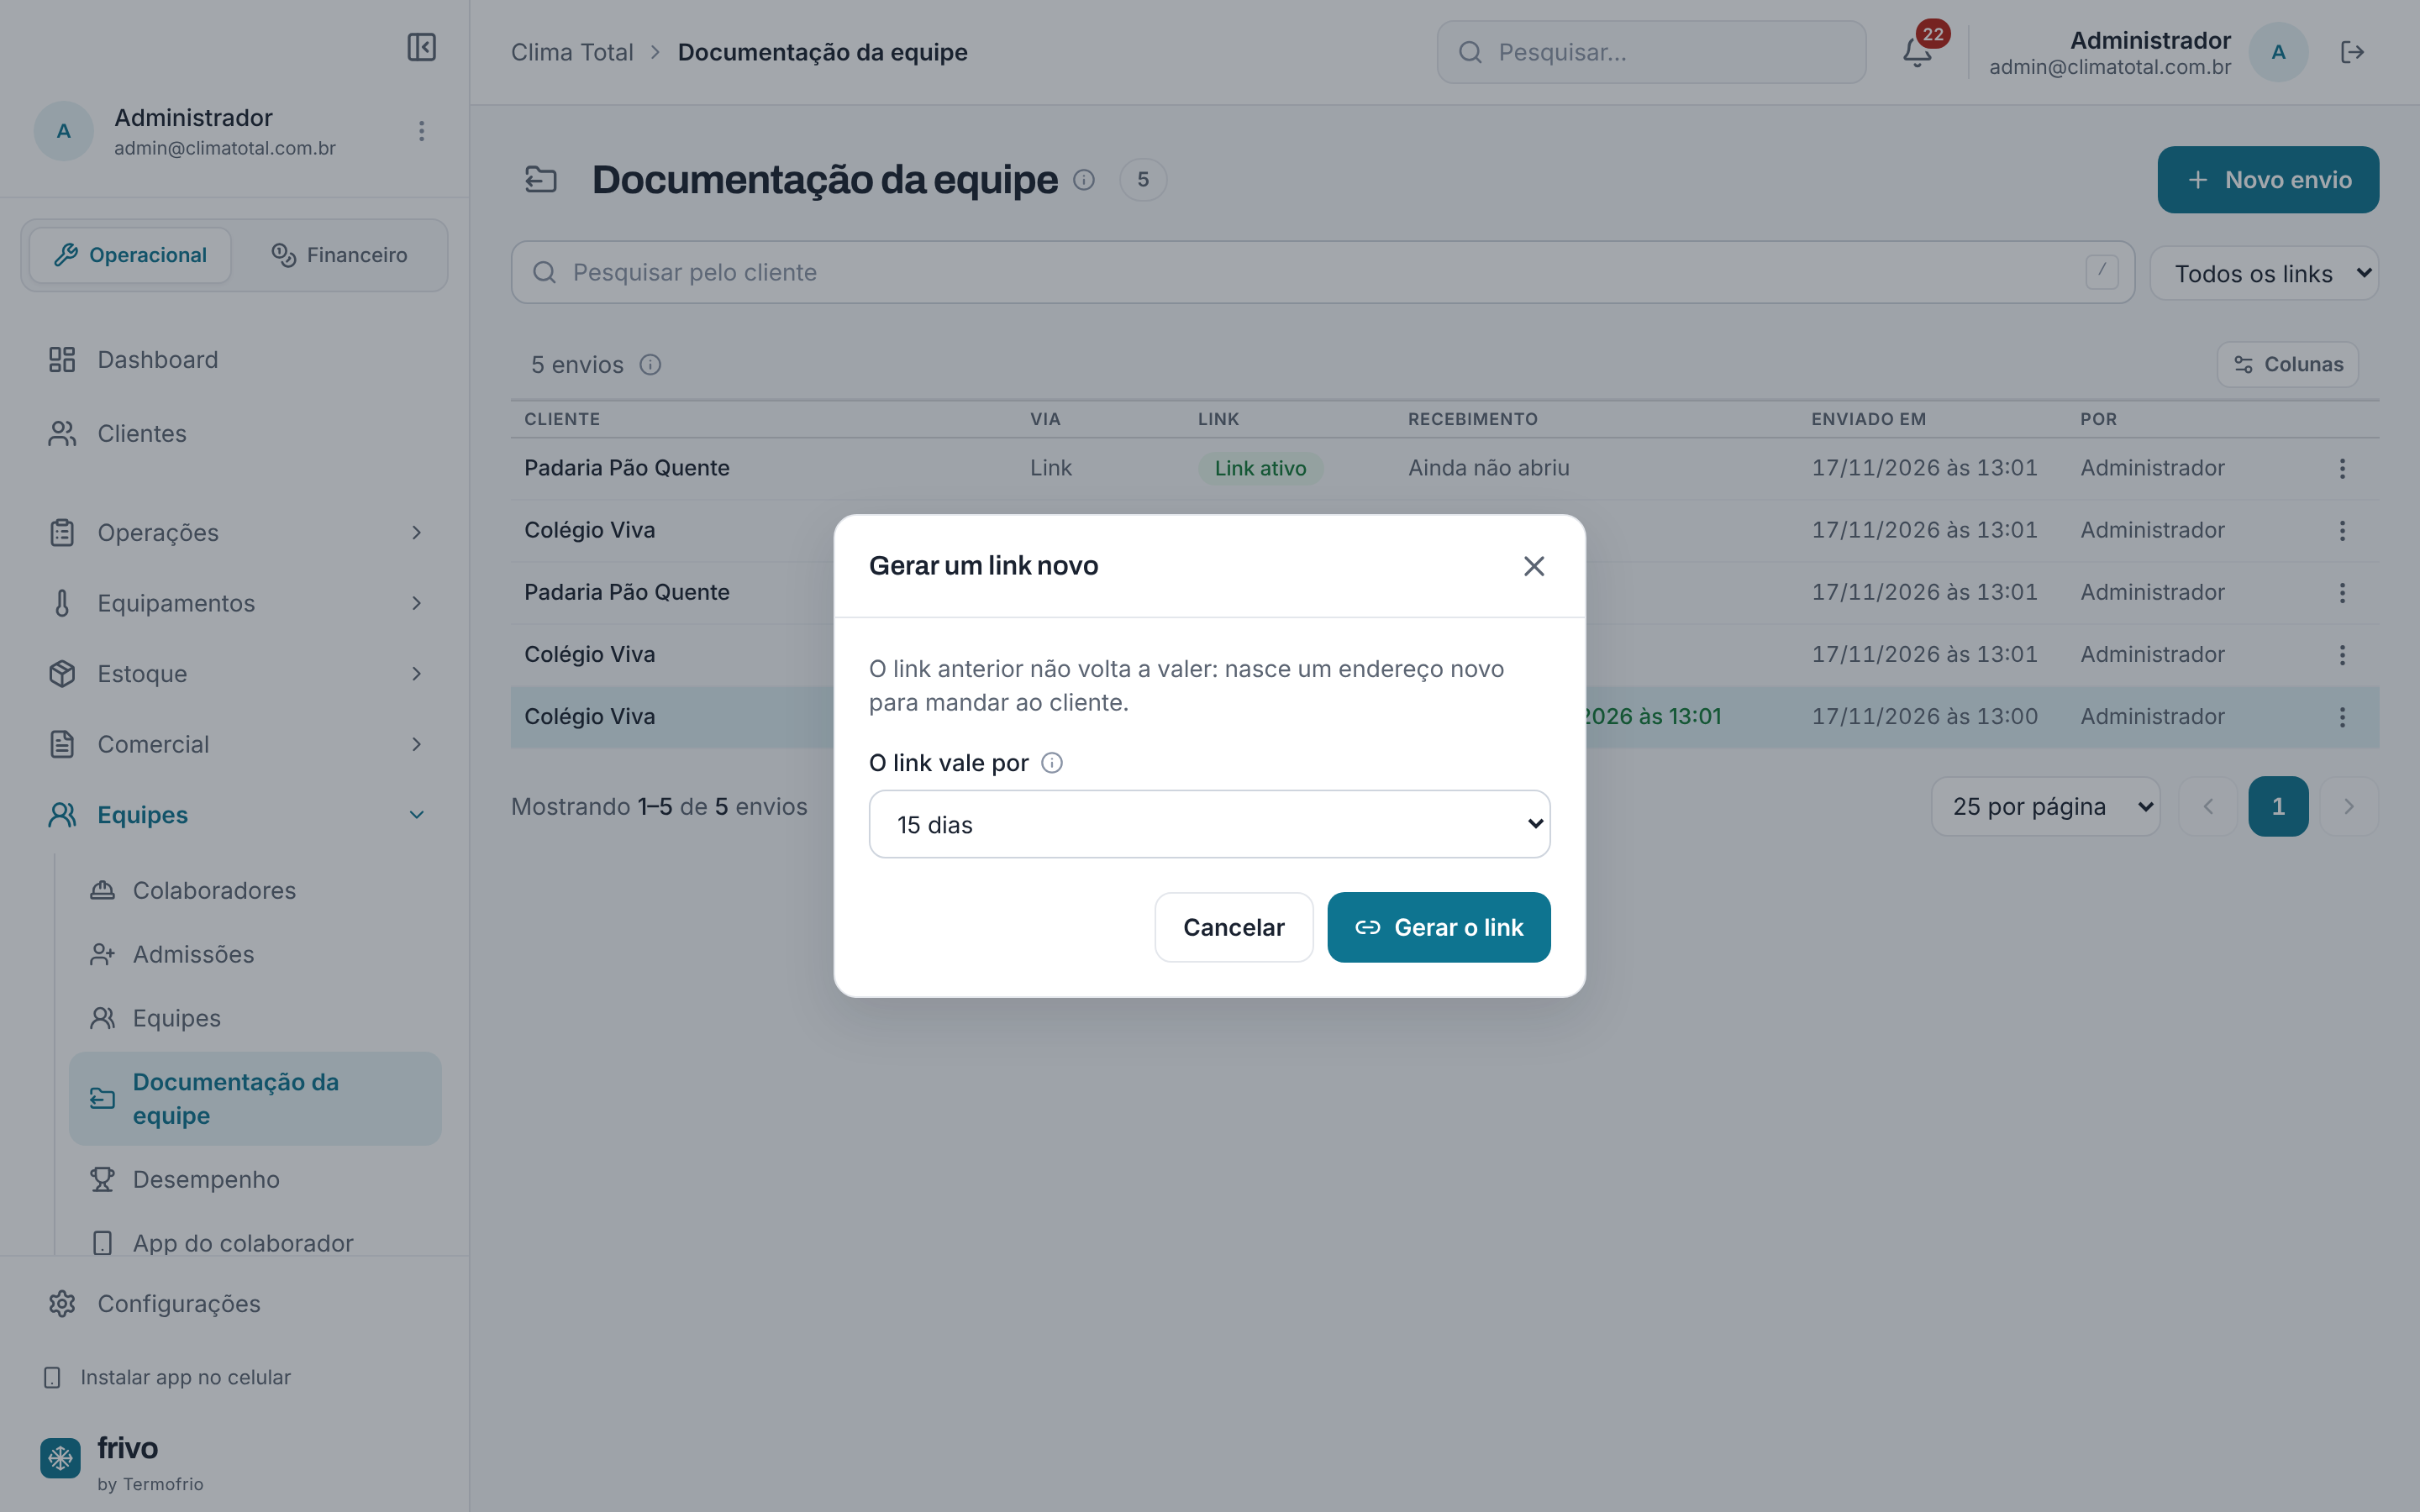 Clima Total > Documentação da equipe
Pesquisar...
22
Administrador
admin@climatotal.com.br
A
A
Administrador
admin@climatotal.com.br
Operacional
Financeiro
Dashboard
Clientes
Operações
Equipamentos
Estoque
Comercial
Equipes
Colaboradores
Admissões
Equipes
Documentação da
equipe
Desempenho
App do colaborador
Configurações
Instalar app no celular
frivo
by Termofrio
Documentação da equipe
5
+ Novo envio
Pesquisar pelo cliente
/
Todos os links
5 envios
Colunas
CLIENTE VIA LINK RECEBIMENTO ENVIADO EM POR
Padaria Pão Quente Link Link ativo Ainda não abriu 17/11/2026 às 13:01 Administrador
Colégio Viva 17/11/2026 às 13:01 Administrador
Padaria Pão Quente 17/11/2026 às 13:01 Administrador
Colégio Viva 17/11/2026 às 13:01 Administrador
Colégio Viva 2026 às 13:01 17/11/2026 às 13:00 Administrador
Mostrando 1–5 de 5 envios
25 por página
1
Gerar um link novo
O link anterior não volta a valer: nasce um endereço novo
para mandar ao cliente.
O link vale por
15 dias
Cancelar
Gerar o link